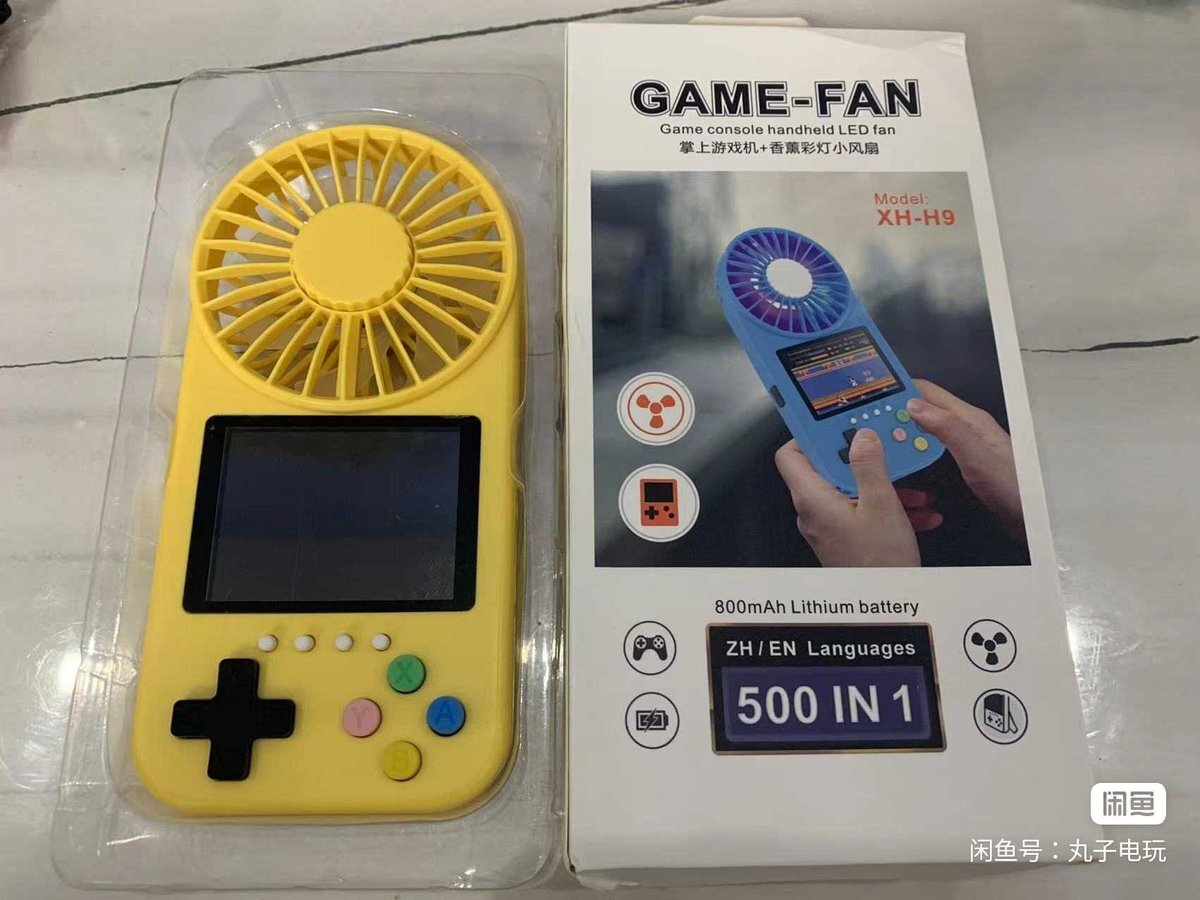 GAME-FAN
Game console handheld LED fan
掌上游戏机+香薰彩灯小风扇
Model:
XH-H9
800mAh Lithium battery
ZH/EN Languages
500 IN 1
X
Y
A
B
闲鱼
闲鱼号：丸子电玩